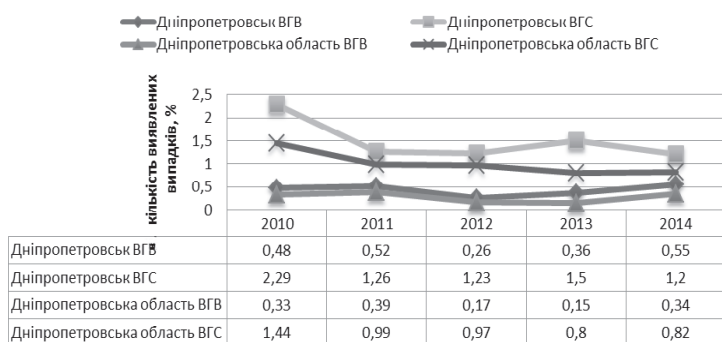 Дніпропетровськ ВГВ Дніпропетровськ ВГС
Дніпропетровська область ВГВ Дніпропетровська область ВГС
кількість виявлених
випадків, %
2,5
2
1,5
1
0,5
0
2010 2011 2012 2013 2014
Дніпропетровськ ВГВ 0,48 0,52 0,26 0,36 0,55
Дніпропетровськ ВГС 2,29 1,26 1,23 1,5 1,2
Дніпропетровська область ВГВ 0,33 0,39 0,17 0,15 0,34
Дніпропетровська область ВГС 1,44 0,99 0,97 0,8 0,82